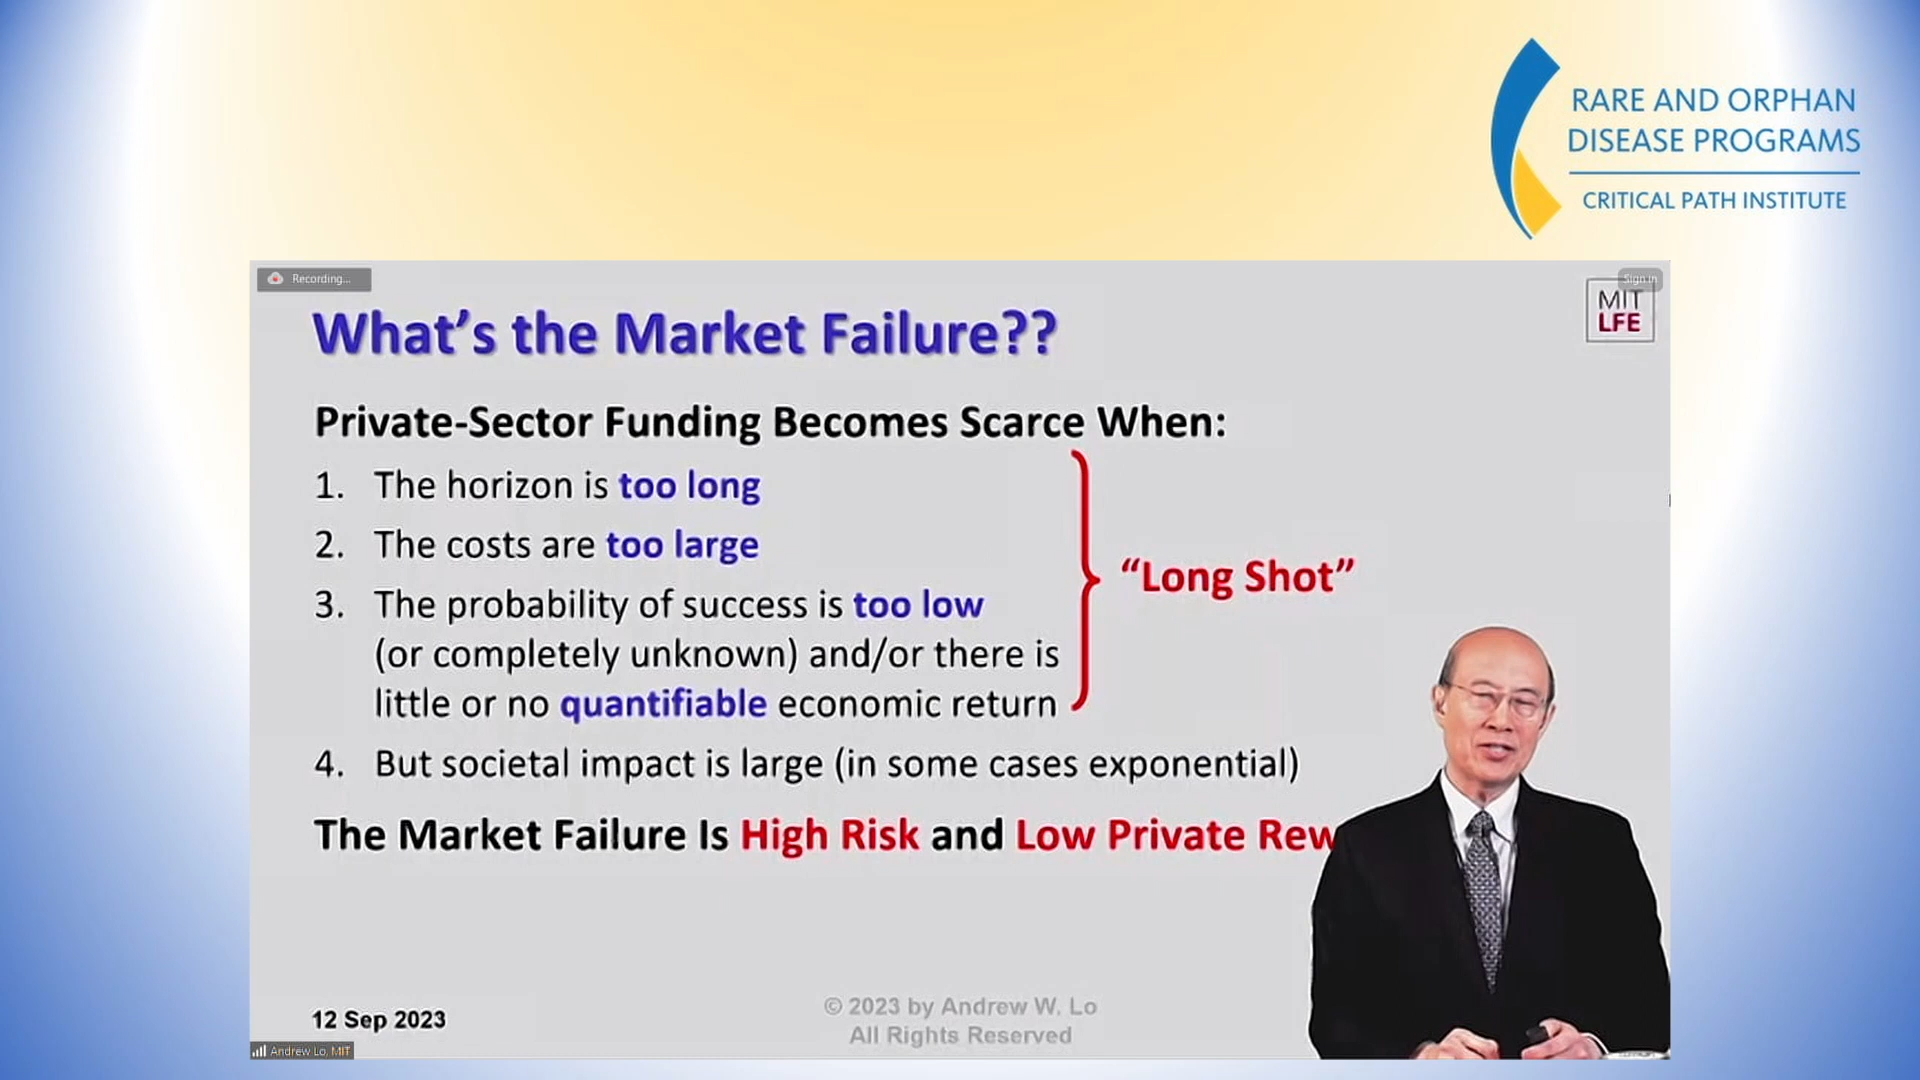 RARE AND ORPHAN
DISEASE PROGRAMS
CRITICAL PATH INSTITUTE
Recording...
Sign in
MIT
LFE
What's the Market Failure??
Private-Sector Funding Becomes Scarce When:
1. The horizon is too long
2. The costs are too large
3. The probability of success is too low
(or completely unknown) and/or there is
little or no quantifiable economic return
"Long Shot"
4. But societal impact is large (in some cases exponential)
The Market Failure Is High Risk and Low Private Rew
12 Sep 2023
© 2023 by Andrew W. Lo
All Rights Reserved
Andrew Lo, MIT